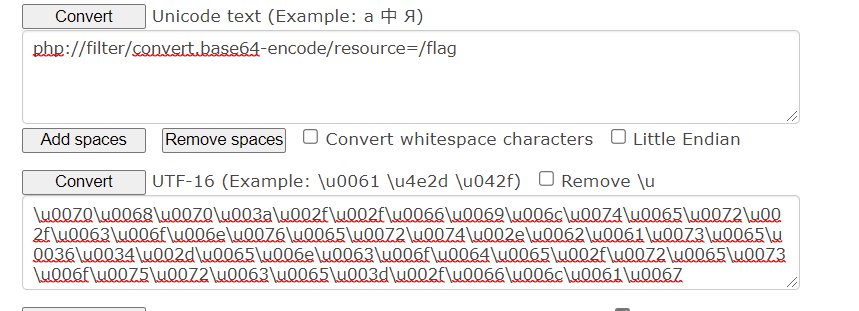 Convert Unicode text (Example: a 中 Я)
php://filter/convert.base64-encode/resource=/flag
Add spaces Remove spaces Convert whitespace characters Little Endian
Convert UTF-16 (Example: \u0061 \u4e2d \u042f) Remove \u
\u0070\u0068\u0070\u003a\u002f\u002f\u0066\u0069\u006c\u0074\u0065\u0072\u00
2f\u0063\u006f\u006e\u0076\u0065\u0072\u0074\u002e\u0062\u0061\u0073\u0065\u
0036\u0034\u002d\u0065\u006e\u0063\u006f\u0064\u0065\u002f\u0072\u0065\u0073
\u006f\u0075\u0072\u0063\u0065\u003d\u002f\u0066\u006c\u0061\u0067